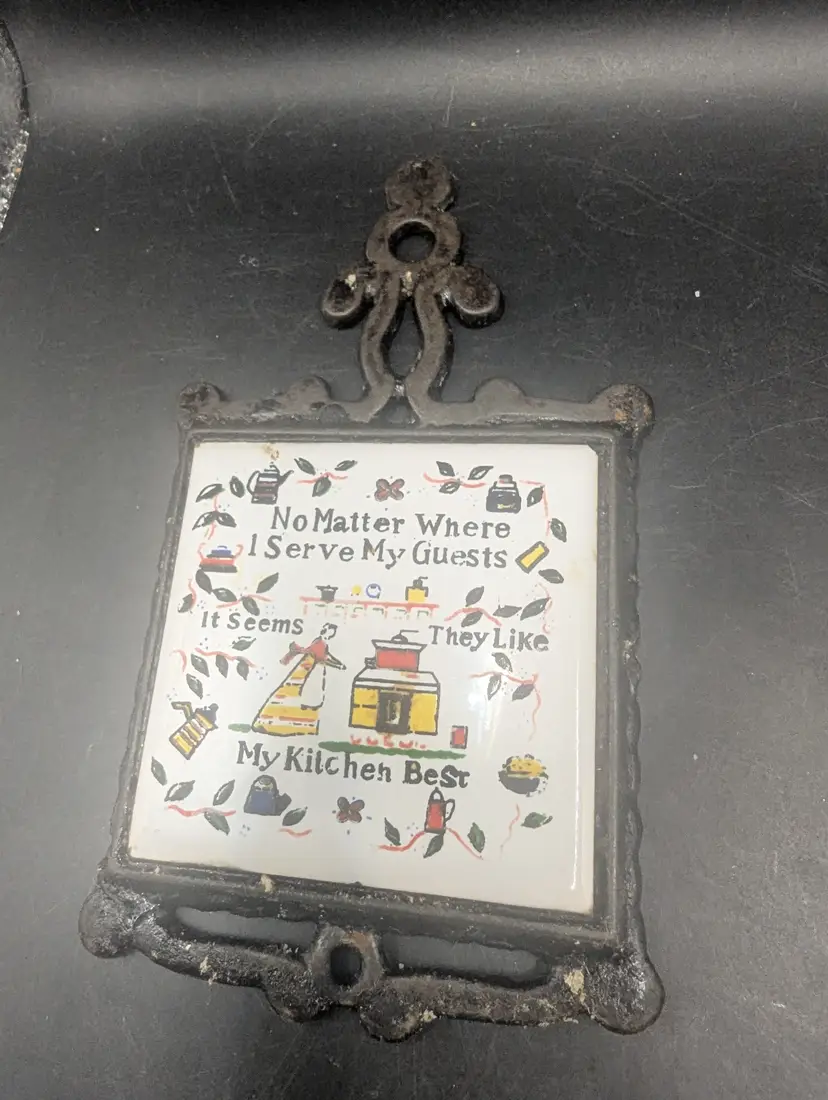 No Matter Where
I Serve My Guests
It Seems They Like
My Kitchen Best